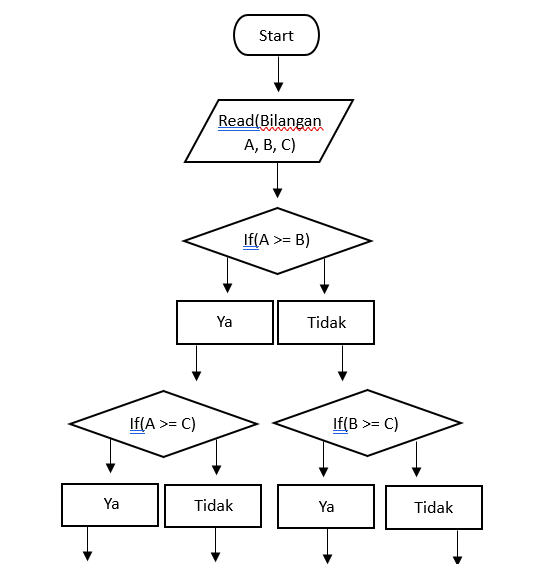 Start
Read(Bilangan
A, B, C)
If(A >= B)
Ya
Tidak
If(A >= C)
If(B >= C)
Ya
Tidak
Ya
Tidak